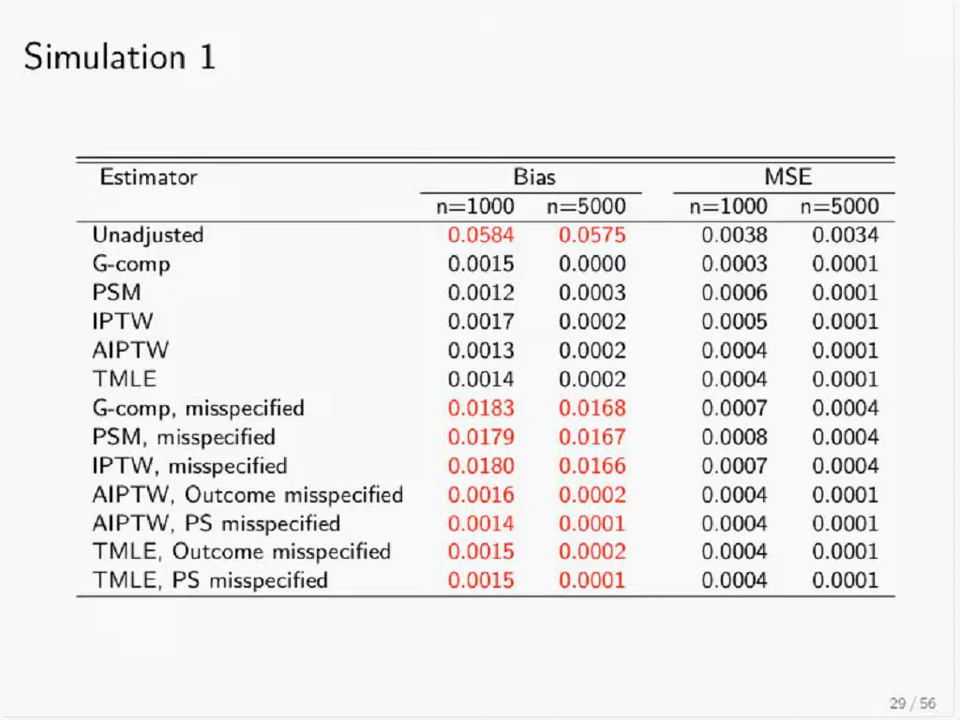 Simulation 1
Estimator Bias MSE
n=1000 n=5000 n=1000 n=5000
Unadjusted 0.0584 0.0575 0.0038 0.0034
G-comp 0.0015 0.0000 0.0003 0.0001
PSM 0.0012 0.0003 0.0006 0.0001
IPTW 0.0017 0.0002 0.0005 0.0001
AIPTW 0.0013 0.0002 0.0004 0.0001
TMLE 0.0014 0.0002 0.0004 0.0001
G-comp, misspecified 0.0183 0.0168 0.0007 0.0004
PSM, misspecified 0.0179 0.0167 0.0008 0.0004
IPTW, misspecified 0.0180 0.0166 0.0007 0.0004
AIPTW, Outcome misspecified 0.0016 0.0002 0.0004 0.0001
AIPTW, PS misspecified 0.0014 0.0001 0.0004 0.0001
TMLE, Outcome misspecified 0.0015 0.0002 0.0004 0.0001
TMLE, PS misspecified 0.0015 0.0001 0.0004 0.0001
29 / 56